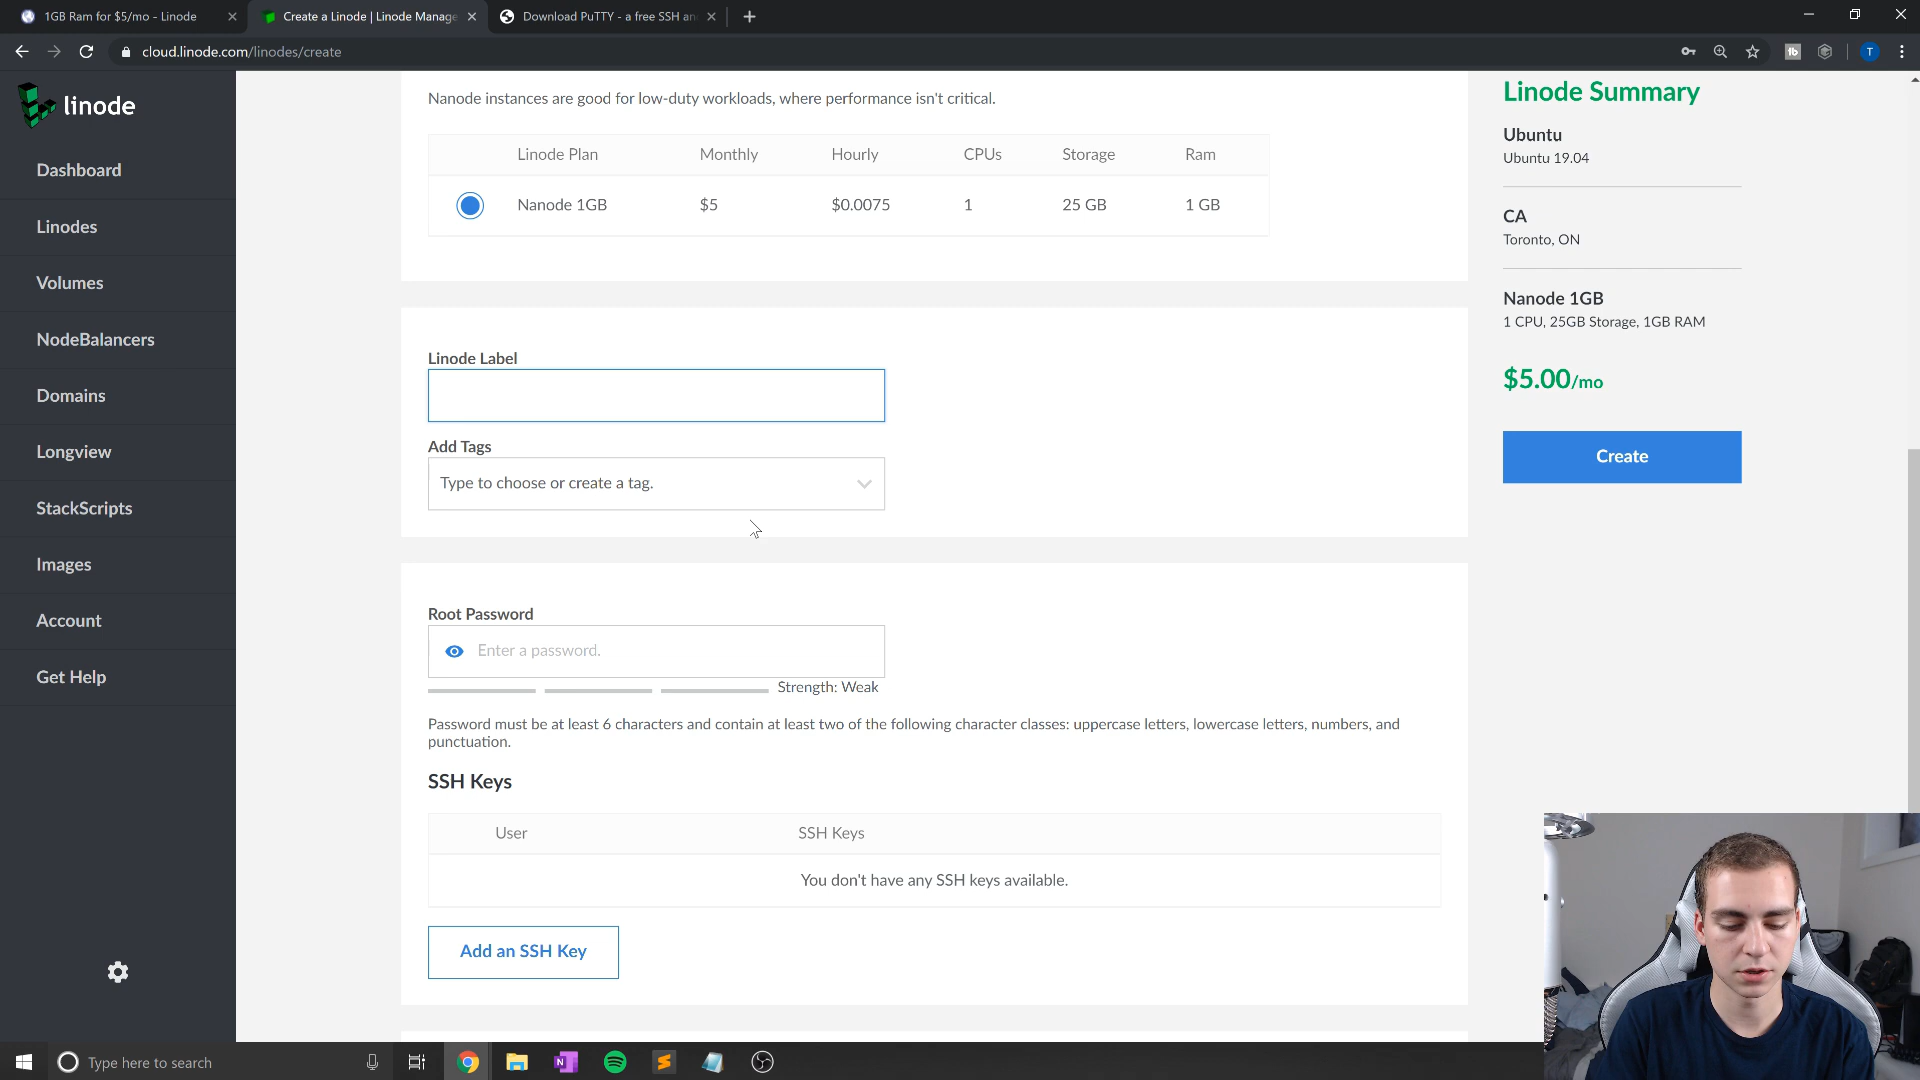 1GB Ram for $5/mo - Linode
Create a Linode | Linode Manage
Download PuTTY - a free SSH an
cloud.linode.com/linodes/create
T
linode
Dashboard
Linodes
Volumes
NodeBalancers
Domains
Longview
StackScripts
Images
Account
Get Help
Nanode instances are good for low-duty workloads, where performance isn't critical.
Linode Plan Monthly Hourly CPUs Storage Ram
Nanode 1GB $5 $0.0075 1 25 GB 1 GB
Linode Label
Add Tags
Type to choose or create a tag.
Root Password
Enter a password.
Strength: Weak
Password must be at least 6 characters and contain at least two of the following character classes: uppercase letters, lowercase letters, numbers, and
punctuation.
SSH Keys
User SSH Keys
You don't have any SSH keys available.
Add an SSH Key
Linode Summary
Ubuntu
Ubuntu 19.04
CA
Toronto, ON
Nanode 1GB
1 CPU, 25GB Storage, 1GB RAM
$5.00/mo
Create
Type here to search